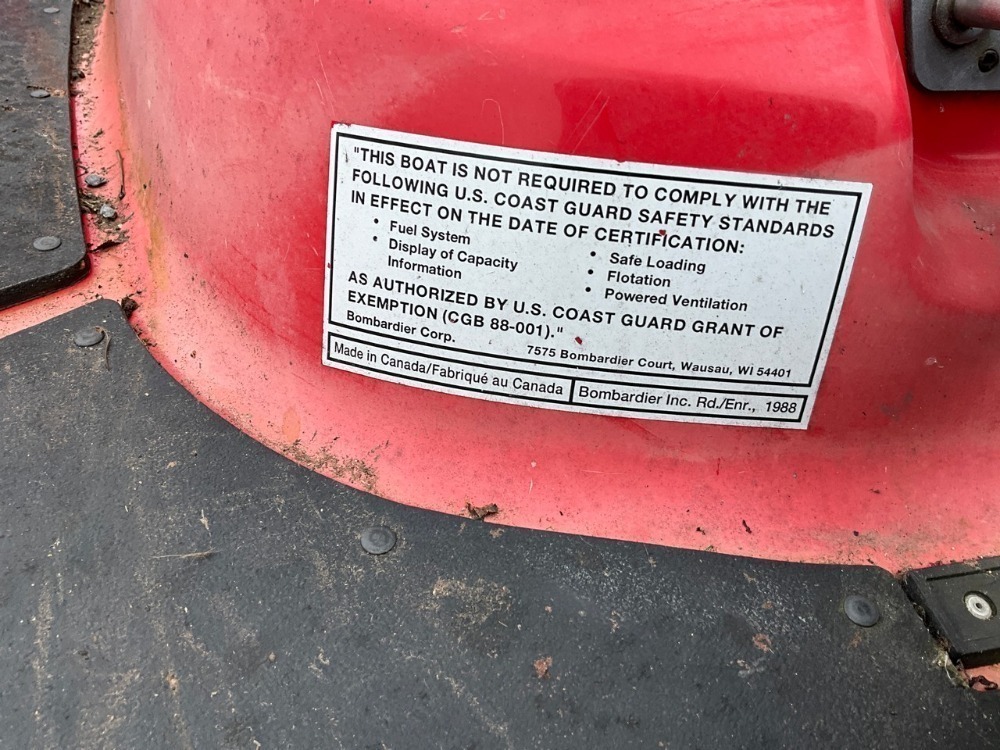 "THIS BOAT IS NOT REQUIRED TO COMPLY WITH THE
FOLLOWING U.S. COAST GUARD SAFETY STANDARDS
IN EFFECT ON THE DATE OF CERTIFICATION:
• Fuel System
• Display of Capacity
Information
• Safe Loading
• Flotation
• Powered Ventilation
AS AUTHORIZED BY U.S. COAST GUARD GRANT OF
EXEMPTION (CGB 88-001)."
Bombardier Corp. 7575 Bombardier Court, Wausau, WI 54401
Made in Canada/Fabriqué au Canada Bombardier Inc. Rd./Enr., 1988